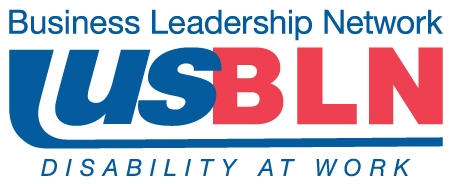 Business Leadership Network
USBLN
DISABILITY AT WORK